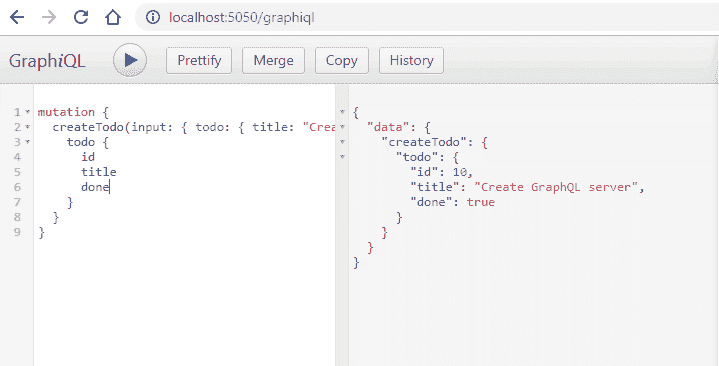 localhost:5050/graphiql
GraphiQL
Prettify
Merge
Copy
History
1 mutation {
2 createTodo(input: { todo: { title: "Crea
3 todo {
4 id
5 title
6 done
7 }
8 }
9 }
{
"data": {
"createTodo": {
"todo": {
"id": 10,
"title": "Create GraphQL server",
"done": true
}
}
}
}